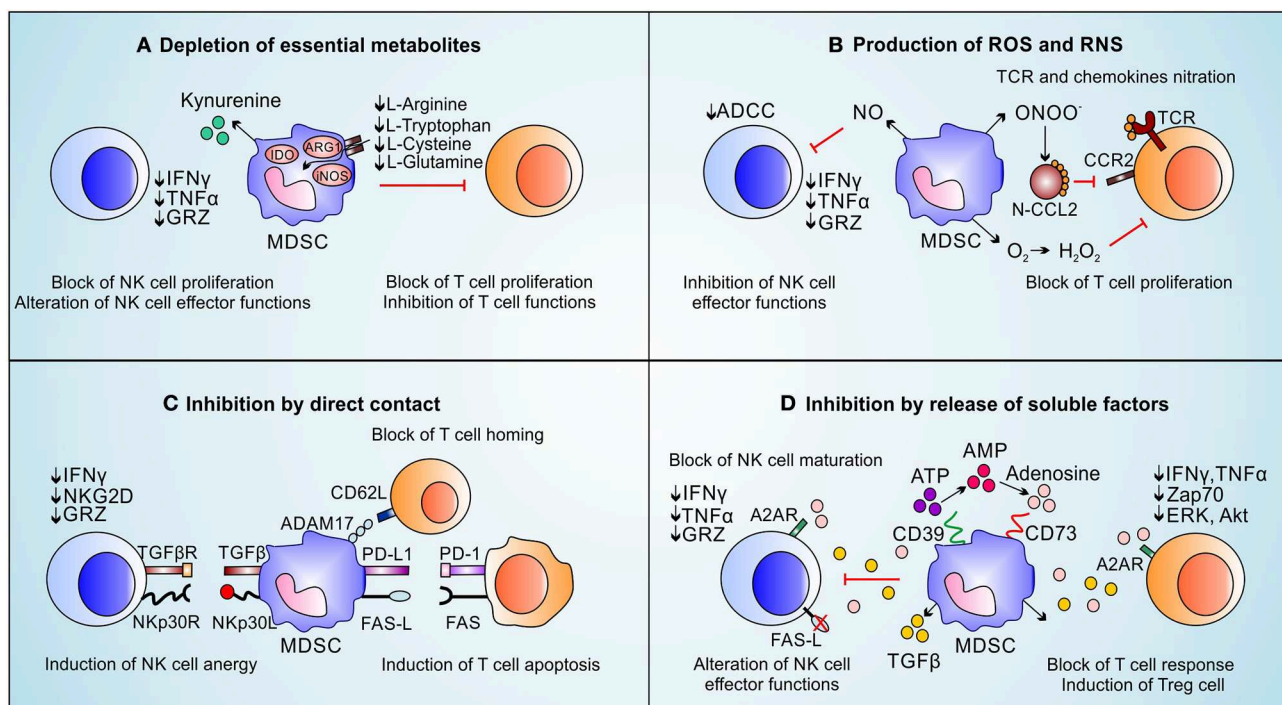 A Depletion of essential metabolites
Kynurenine
↓L-Arginine
↓L-Tryptophan
↓L-Cysteine
↓L-Glutamine
IDO
ARG1
iNOS
↓IFNγ
↓TNFα
↓GRZ
MDSC
Block of NK cell proliferation
Alteration of NK cell effector functions
Block of T cell proliferation
Inhibition of T cell functions
B Production of ROS and RNS
TCR and chemokines nitration
↓ADCC
NO
ONOO⁻
TCR
CCR2
↓IFNγ
↓TNFα
↓GRZ
N-CCL2
MDSC
O₂
H₂O₂
Inhibition of NK cell
effector functions
Block of T cell proliferation
C Inhibition by direct contact
Block of T cell homing
↓IFNγ
↓NKG2D
↓GRZ
CD62L
ADAM17
TGFβR
TGFβ
PD-L1
PD-1
NKp30R
NKp30L
MDSC
FAS-L
FAS
Induction of NK cell anergy
Induction of T cell apoptosis
D Inhibition by release of soluble factors
Block of NK cell maturation
AMP
ATP
Adenosine
↓IFNγ
↓TNFα
↓GRZ
↓IFNγ,TNFα
↓Zap70
↓ERK, Akt
A2AR
CD39
CD73
A2AR
FAS-L
TGFβ
MDSC
Alteration of NK cell
effector functions
Block of T cell response
Induction of Treg cell